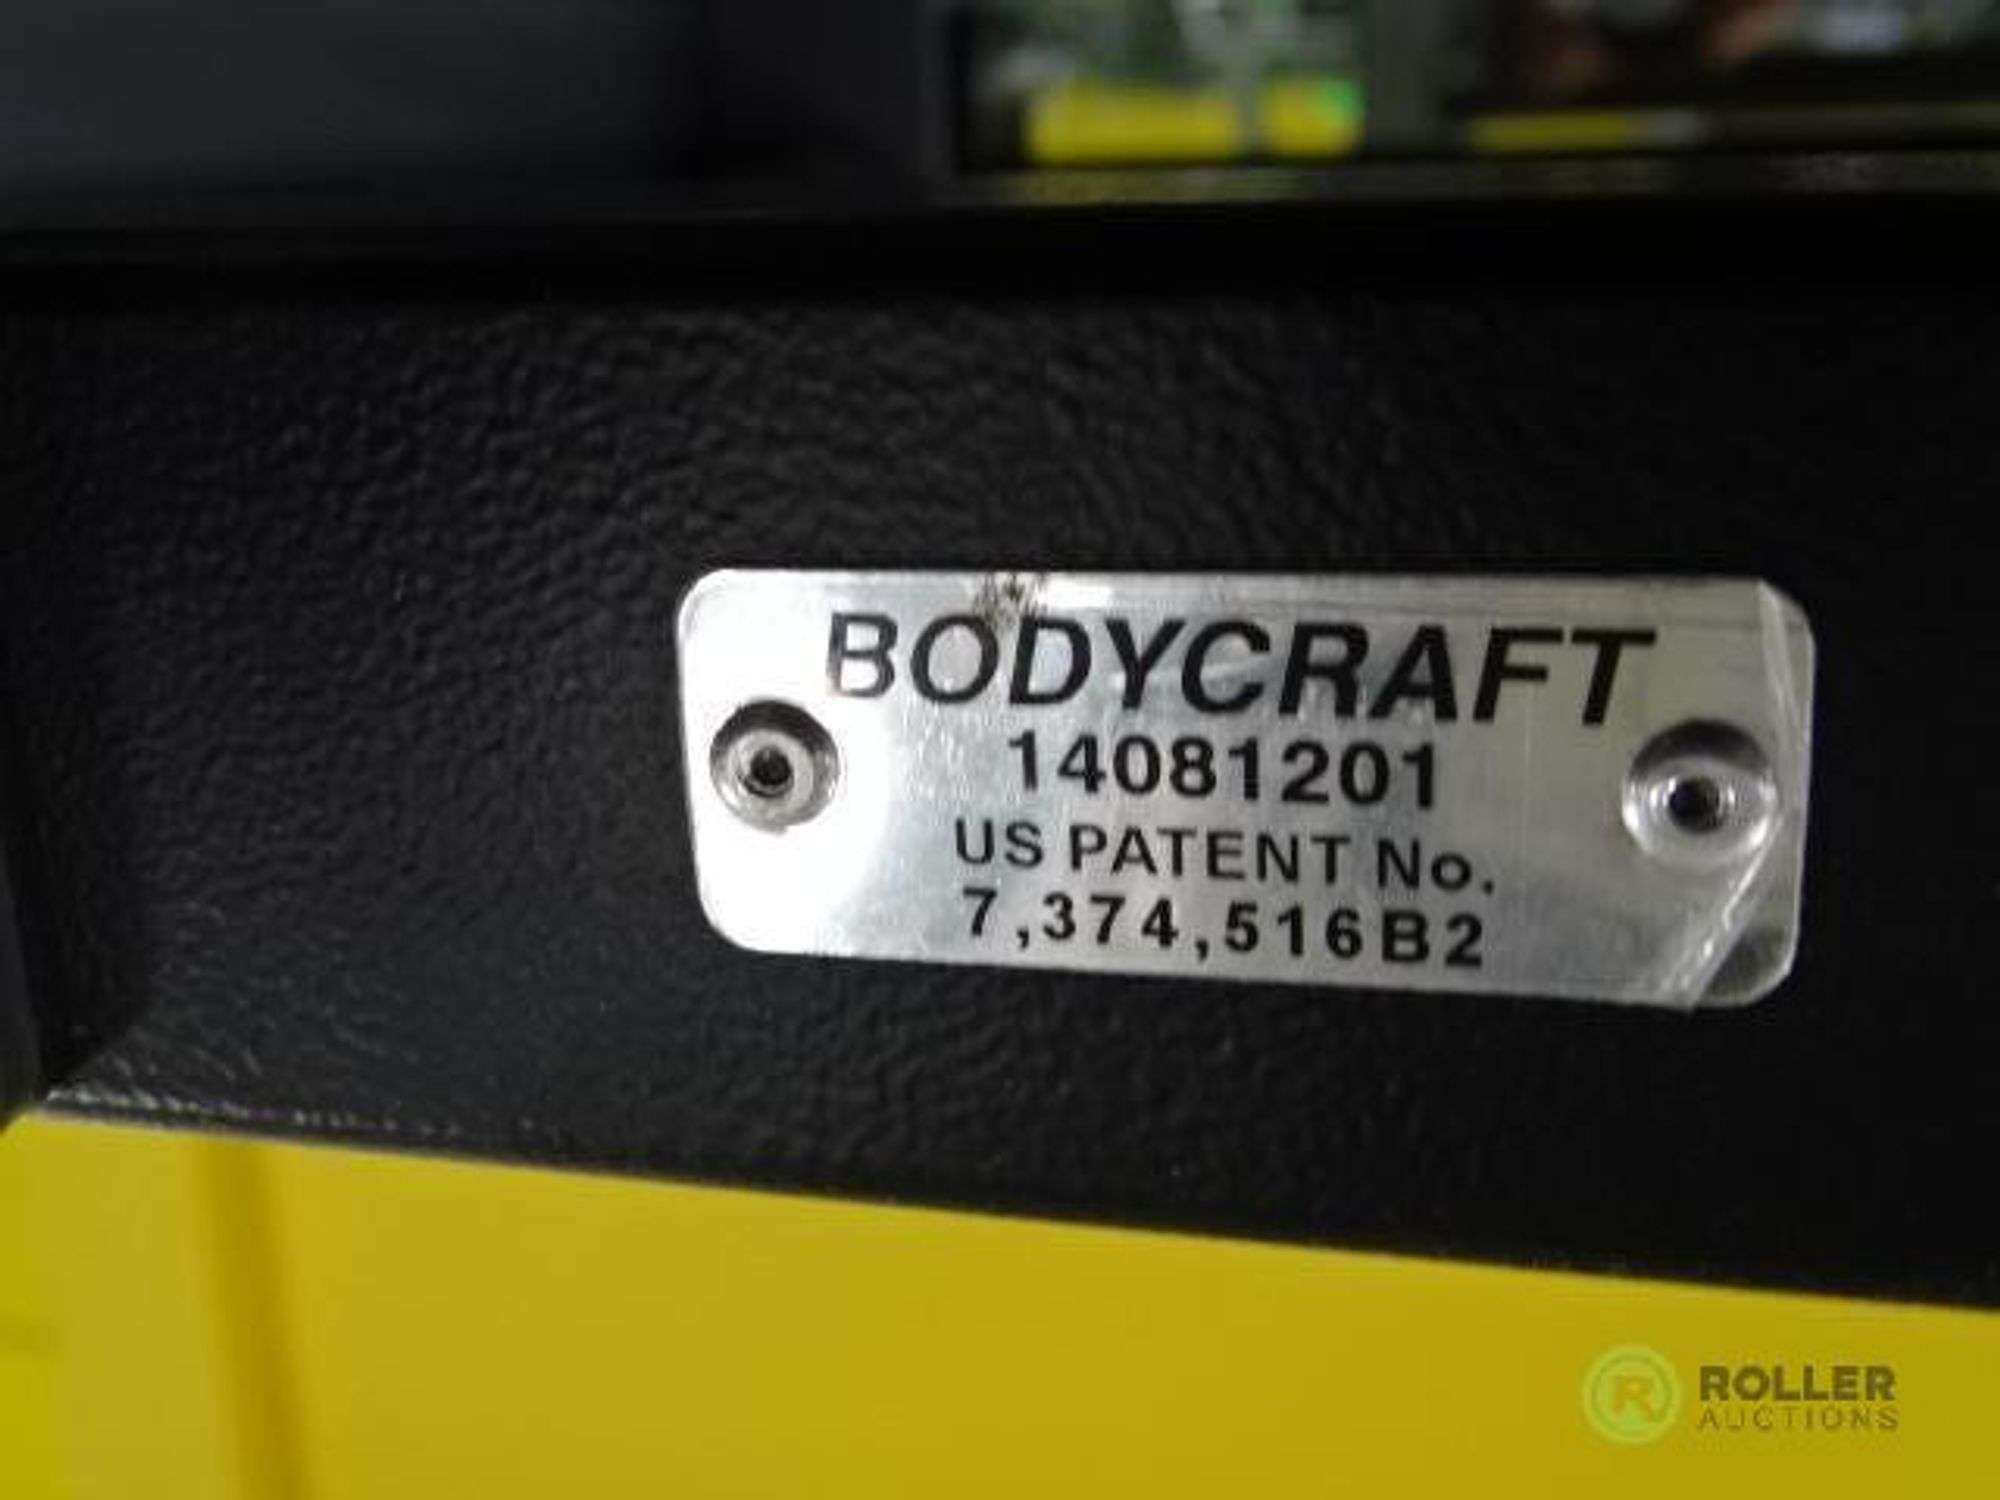 BODYCRAFT
14081201
US PATENT No.
7,374,516B2
R ROLLER
AUCTIONS